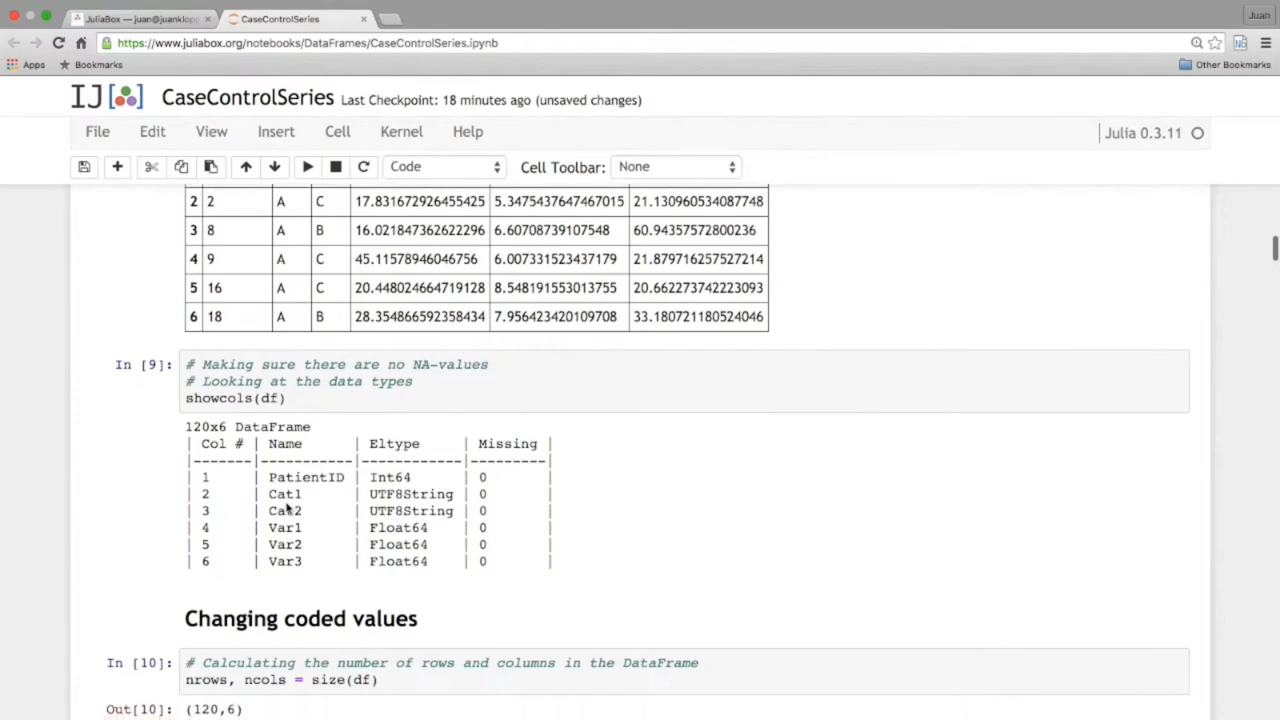 JuliaBox — juan@juanklopp
CaseControlSeries
Juan
https://www.juliabox.org/notebooks/DataFrames/CaseControlSeries.ipynb
Apps Bookmarks Other Bookmarks
IJ[ ] CaseControlSeries Last Checkpoint: 18 minutes ago (unsaved changes)
File Edit View Insert Cell Kernel Help Julia 0.3.11
Code Cell Toolbar: None
2 2 A C 17.831672926455425 5.3475437647467015 21.130960534087748
3 8 A B 16.021847362622296 6.60708739107548 60.94357572800236
4 9 A C 45.11578946046756 6.007331523437179 21.879716257527214
5 16 A C 20.448024664719128 8.548191553013755 20.662273742223093
6 18 A B 28.354866592358434 7.956423420109708 33.180721180524046
In [9]: # Making sure there are no NA-values
# Looking at the data types
showcols(df)
120x6 DataFrame
| Col # | Name | Eltype | Missing |
|-------|-----------|------------|---------|
| 1 | PatientID | Int64 | 0 |
| 2 | Cat1 | UTF8String | 0 |
| 3 | Cat2 | UTF8String | 0 |
| 4 | Var1 | Float64 | 0 |
| 5 | Var2 | Float64 | 0 |
| 6 | Var3 | Float64 | 0 |
Changing coded values
In [10]: # Calculating the number of rows and columns in the DataFrame
nrows, ncols = size(df)
Out[10]: (120,6)